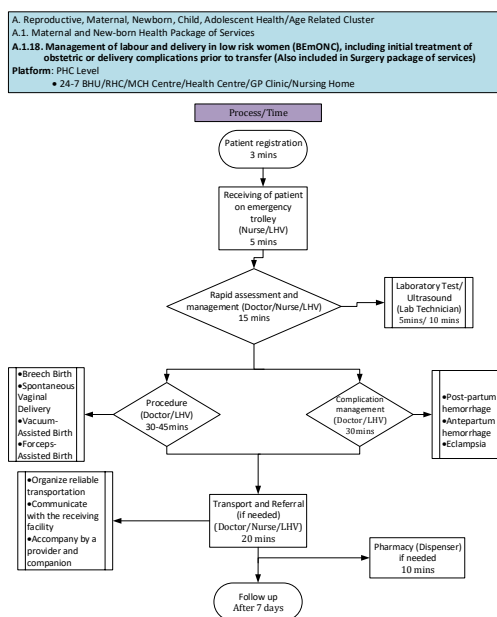 A. Reproductive, Maternal, Newborn, Child, Adolescent Health/Age Related Cluster
A.1. Maternal and New-born Health Package of Services
A.1.18. Management of labour and delivery in low risk women (BEmONC), including initial treatment of
obstetric or delivery complications prior to transfer (Also included in Surgery package of services)
Platform: PHC Level
• 24-7 BHU/RHC/MCH Centre/Health Centre/GP Clinic/Nursing Home
Process/Time
Patient registration
3 mins
Receiving of patient
on emergency
trolley
(Nurse/LHV)
5 mins
Rapid assessment and
management (Doctor/Nurse/LHV)
15 mins
Laboratory Test/
Ultrasound
(Lab Technician)
5mins/ 10 mins
•Breech Birth
•Spontaneous
Vaginal
Delivery
•Vacuum-
Assisted Birth
•Forceps-
Assisted Birth
Procedure
(Doctor/LHV)
30-45mins
Complication
management
(Doctor/LHV)
30mins
•Post-partum
hemorrhage
•Antepartum
hemorrhage
•Eclampsia
•Organize reliable
transportation
•Communicate
with the receiving
facility
•Accompany by a
provider and
companion
Transport and Referral
(if needed)
(Doctor/Nurse/LHV)
20 mins
Pharmacy (Dispenser)
if needed
10 mins
Follow up
After 7 days